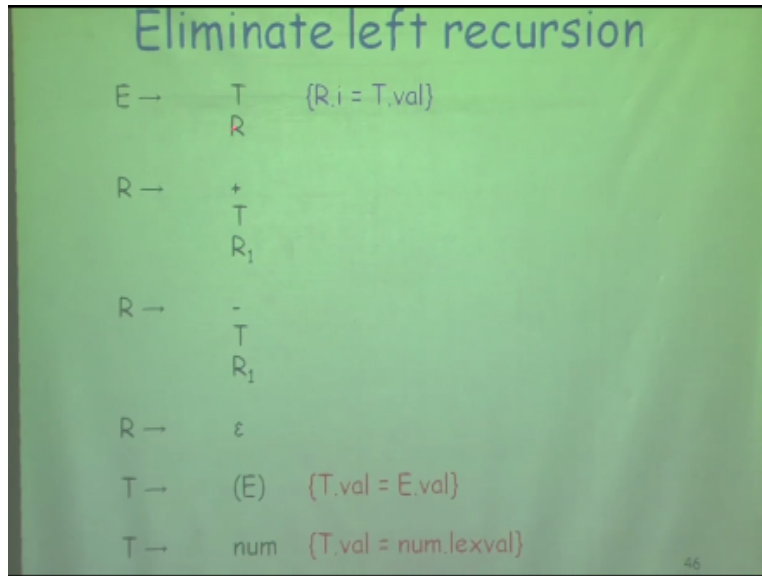 Eliminate left recursion
E → T {R.i = T.val}
R
R → +
T
R₁
R → -
T
R₁
R → ε
T → (E) {T.val = E.val}
T → num {T.val = num.lexval}
46